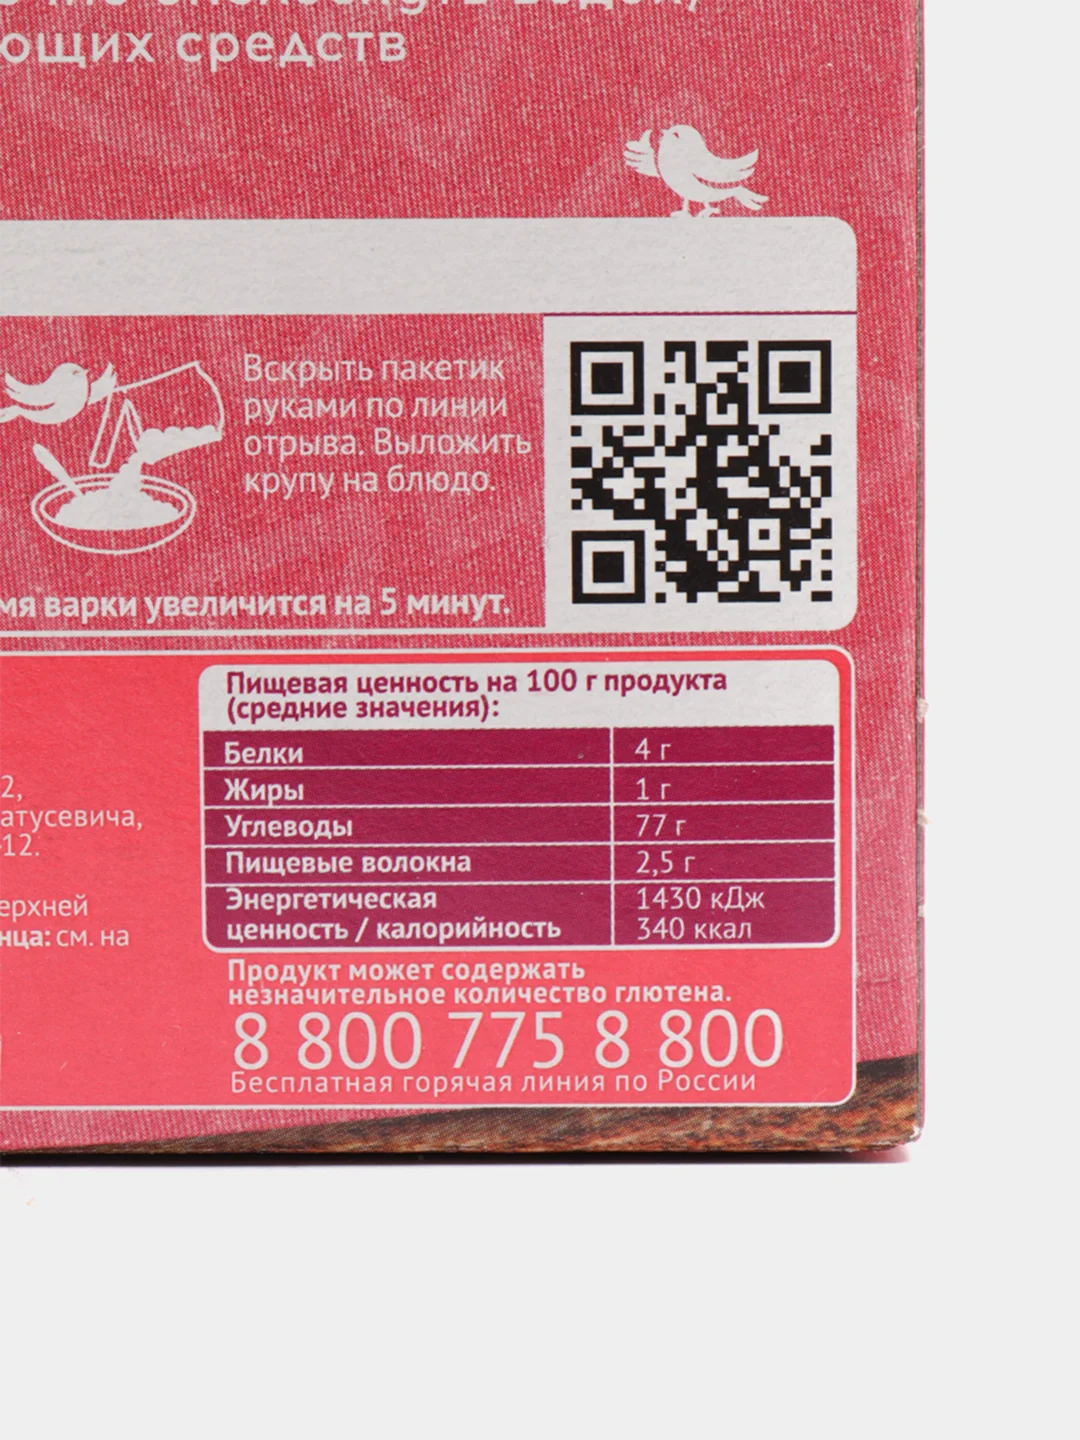 ющих средств
Вскрыть пакетик
руками по линии
отрыва. Выложить
крупу на блюдо.
мя варки увеличится на 5 минут.
2,
атусевича,
-12.
ерхней
нца: см. на
Пищевая ценность на 100 г продукта
(средние значения):
Белки 4 г
Жиры 1 г
Углеводы 77 г
Пищевые волокна 2,5 г
Энергетическая 1430 кДж
ценность / калорийность 340 ккал
Продукт может содержать
незначительное количество глютена.
8 800 775 8 800
Бесплатная горячая линия по России